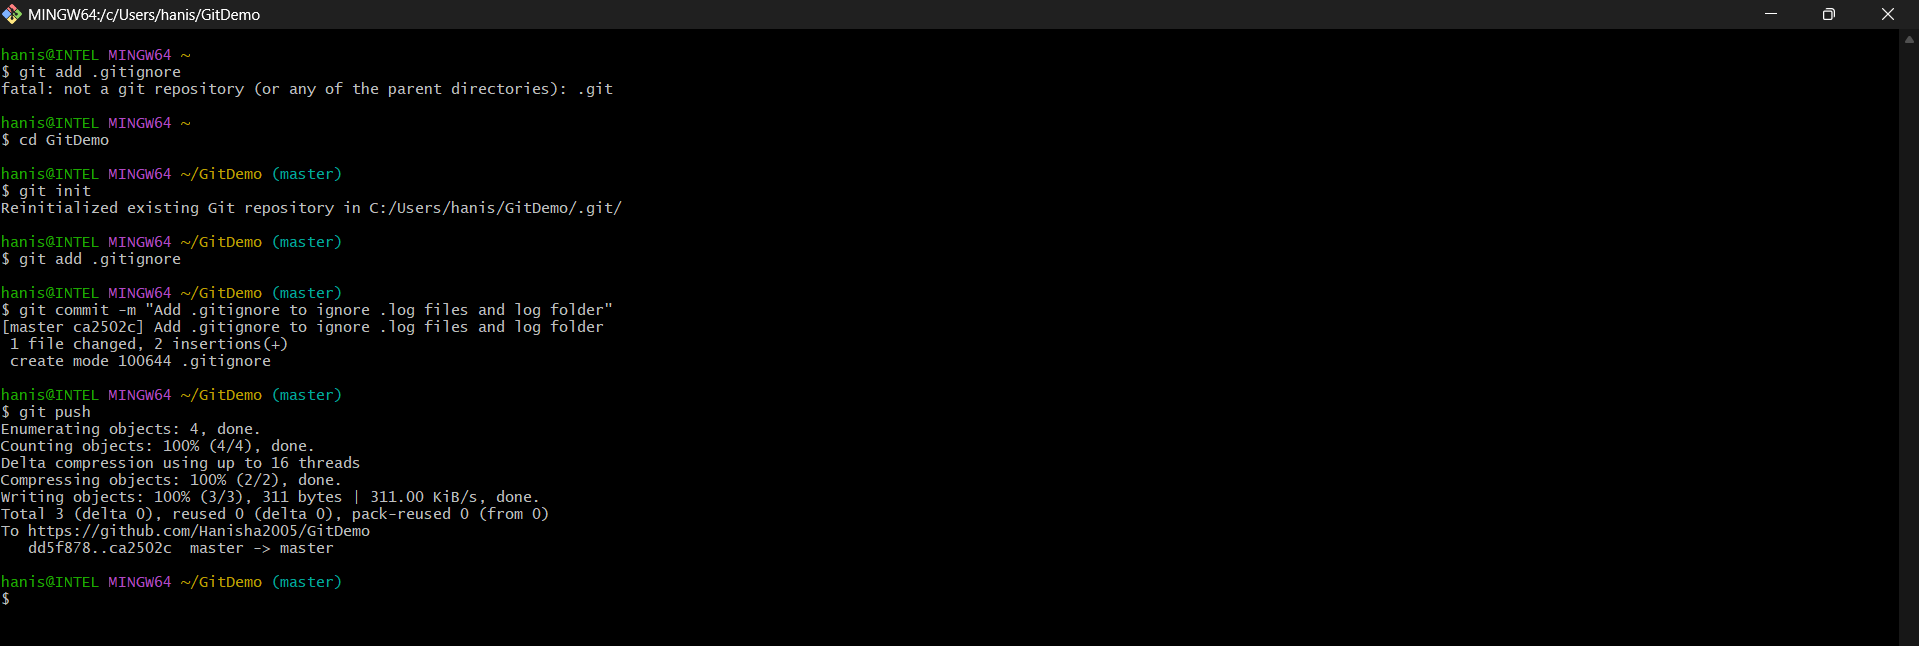 MINGW64:/c/Users/hanis/GitDemo
hanis@INTEL MINGW64 ~
$ git add .gitignore
fatal: not a git repository (or any of the parent directories): .git
hanis@INTEL MINGW64 ~
$ cd GitDemo
hanis@INTEL MINGW64 ~/GitDemo (master)
$ git init
Reinitialized existing Git repository in C:/Users/hanis/GitDemo/.git/
hanis@INTEL MINGW64 ~/GitDemo (master)
$ git add .gitignore
hanis@INTEL MINGW64 ~/GitDemo (master)
$ git commit -m "Add .gitignore to ignore .log files and log folder"
[master ca2502c] Add .gitignore to ignore .log files and log folder
 1 file changed, 2 insertions(+)
 create mode 100644 .gitignore
hanis@INTEL MINGW64 ~/GitDemo (master)
$ git push
Enumerating objects: 4, done.
Counting objects: 100% (4/4), done.
Delta compression using up to 16 threads
Compressing objects: 100% (2/2), done.
Writing objects: 100% (3/3), 311 bytes | 311.00 KiB/s, done.
Total 3 (delta 0), reused 0 (delta 0), pack-reused 0 (from 0)
To https://github.com/Hanisha2005/GitDemo
   dd5f878..ca2502c  master -> master
hanis@INTEL MINGW64 ~/GitDemo (master)
$